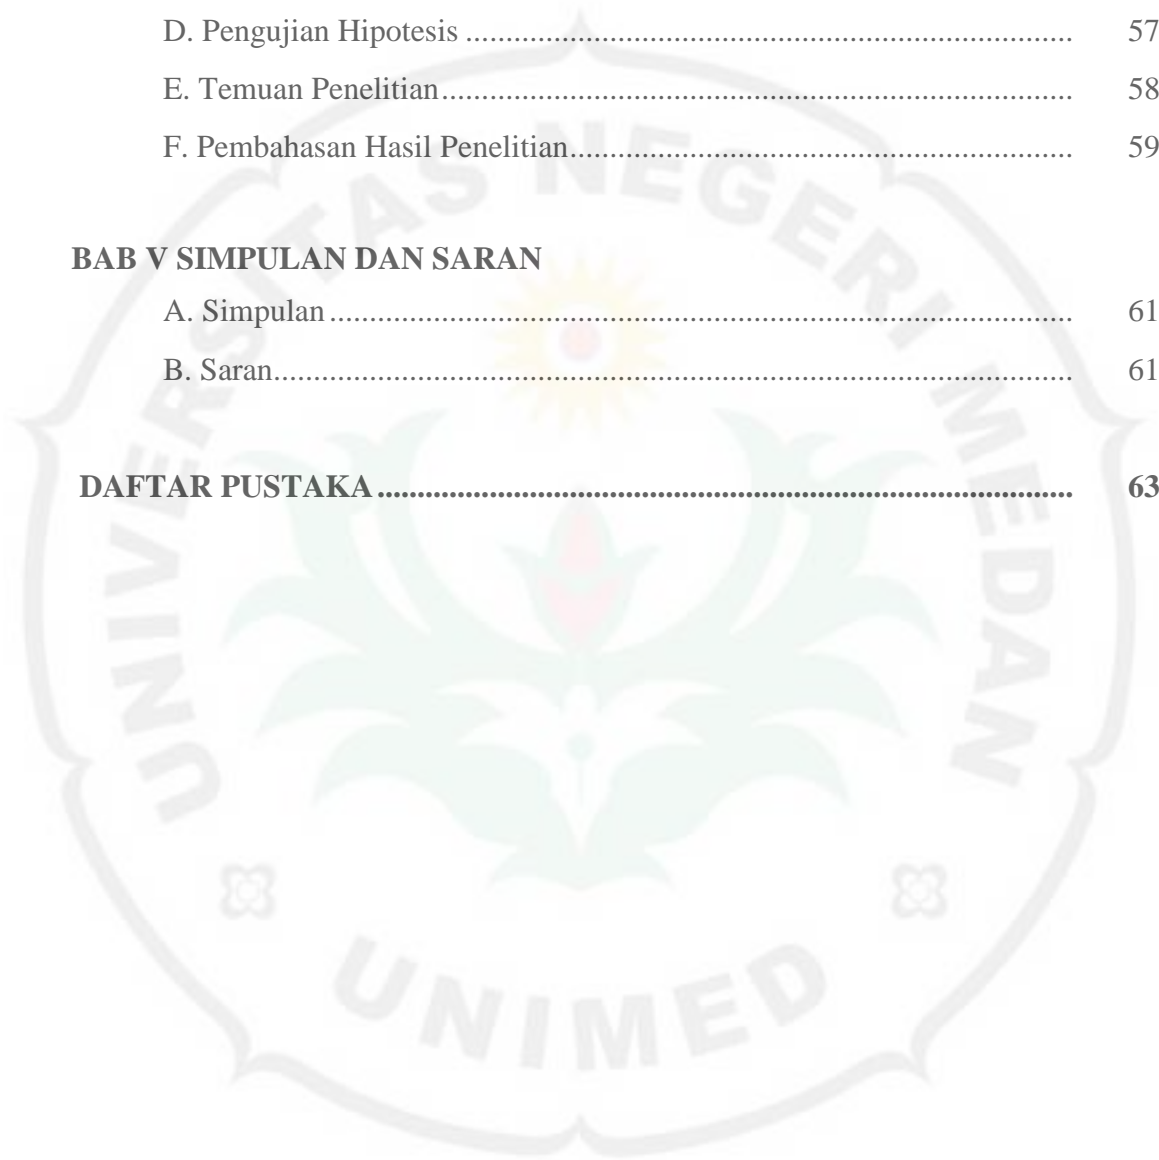 D. Pengujian Hipotesis ........................................................................... 57
E. Temuan Penelitian .............................................................................. 58
F. Pembahasan Hasil Penelitian .............................................................. 59
BAB V SIMPULAN DAN SARAN
A. Simpulan ............................................................................................ 61
B. Saran ................................................................................................... 61
DAFTAR PUSTAKA ....................................................................................... 63
UNIVERSITAS NEGERI MEDAN
UNIMED